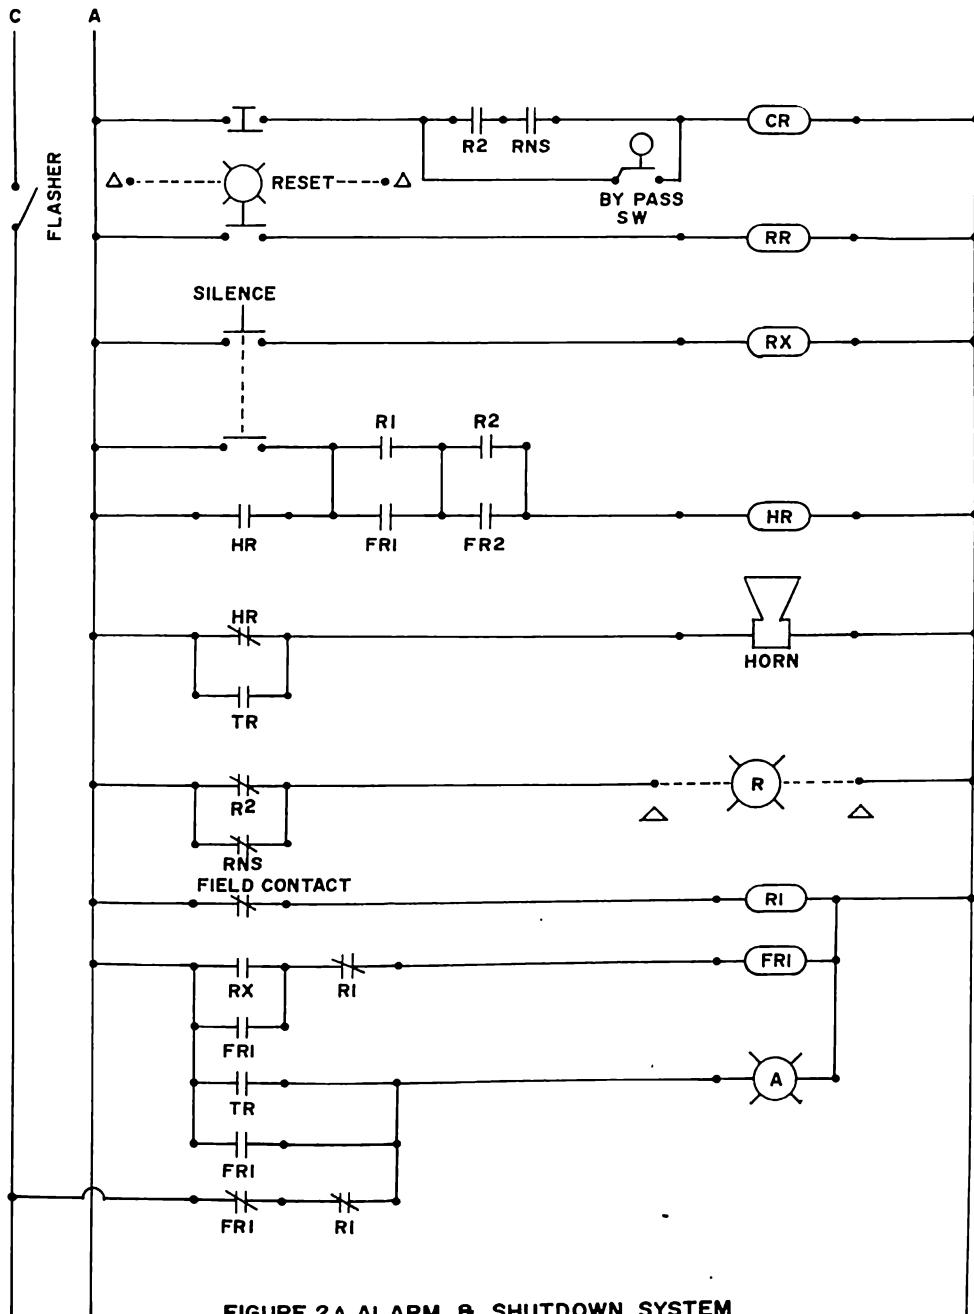 C A
FLASHER
R2 RNS CR
RESET
BY PASS
SW
RR
SILENCE
RX
R1 R2
HR FR1 FR2 HR
HR
HORN
TR
R
R2
RNS
FIELD CONTACT
R1
FR1
RX R1
FR1
A
TR
FR1
FR1 R1
FIGURE 2A ALARM & SHUTDOWN SYSTEM